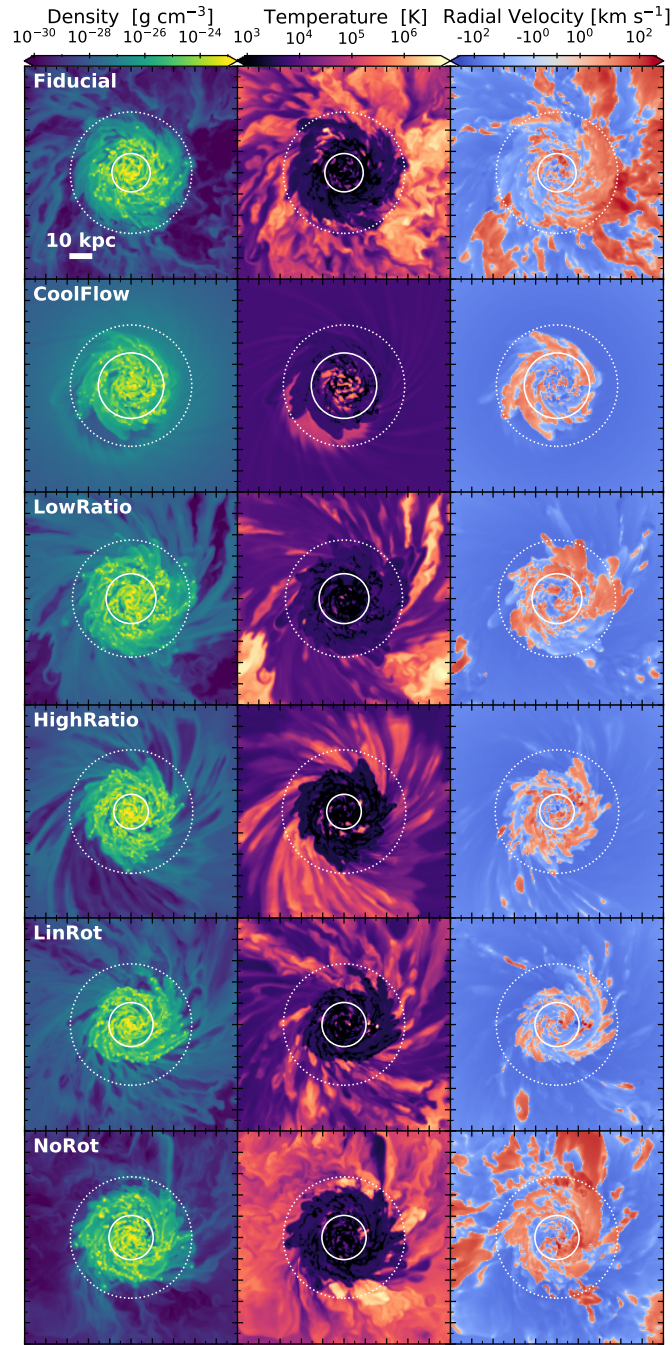 Density [g cm⁻³] Temperature [K] Radial Velocity [km s⁻¹]
10⁻³⁰ 10⁻²⁸ 10⁻²⁶ 10⁻²⁴ 10³ 10⁴ 10⁵ 10⁶ -10² -10⁰ 10⁰ 10²
Fiducial
10 kpc
CoolFlow
LowRatio
HighRatio
LinRot
NoRot